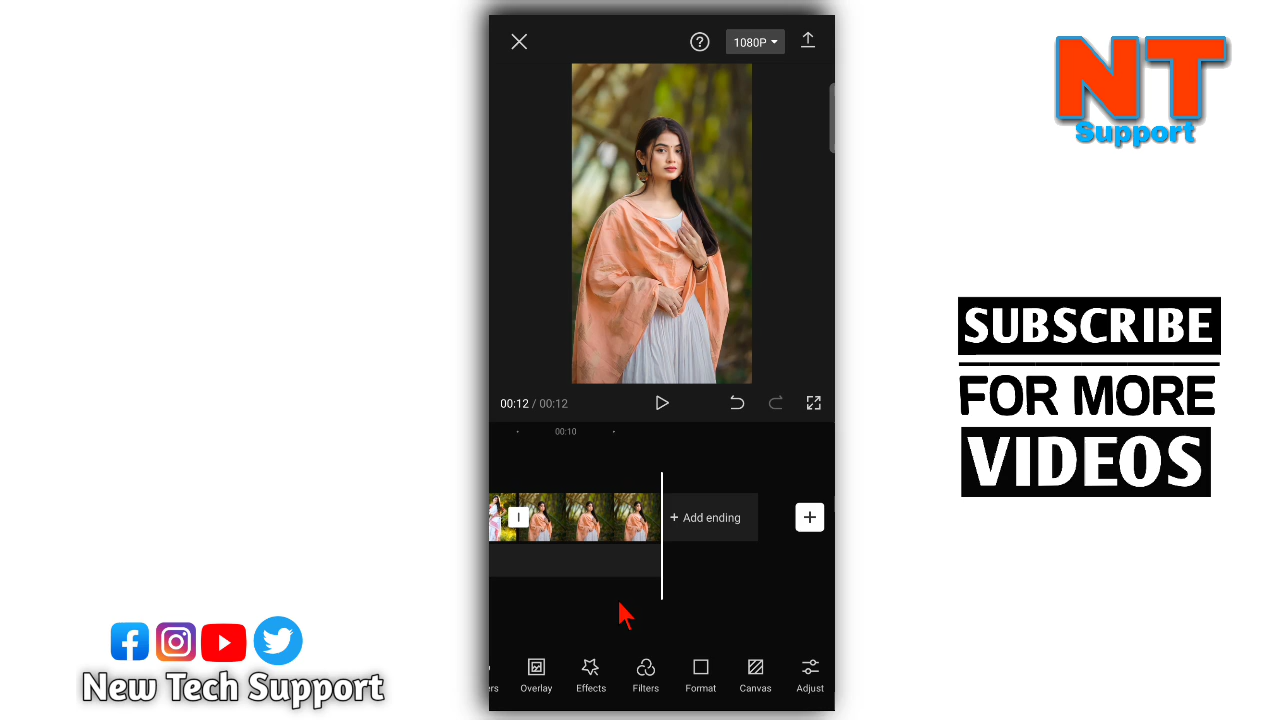 1080P
NT
Support
SUBSCRIBE
FOR MORE
VIDEOS
00:12 / 00:12
00:10
+ Add ending
ers
Overlay
Effects
Filters
Format
Canvas
Adjust
New Tech Support